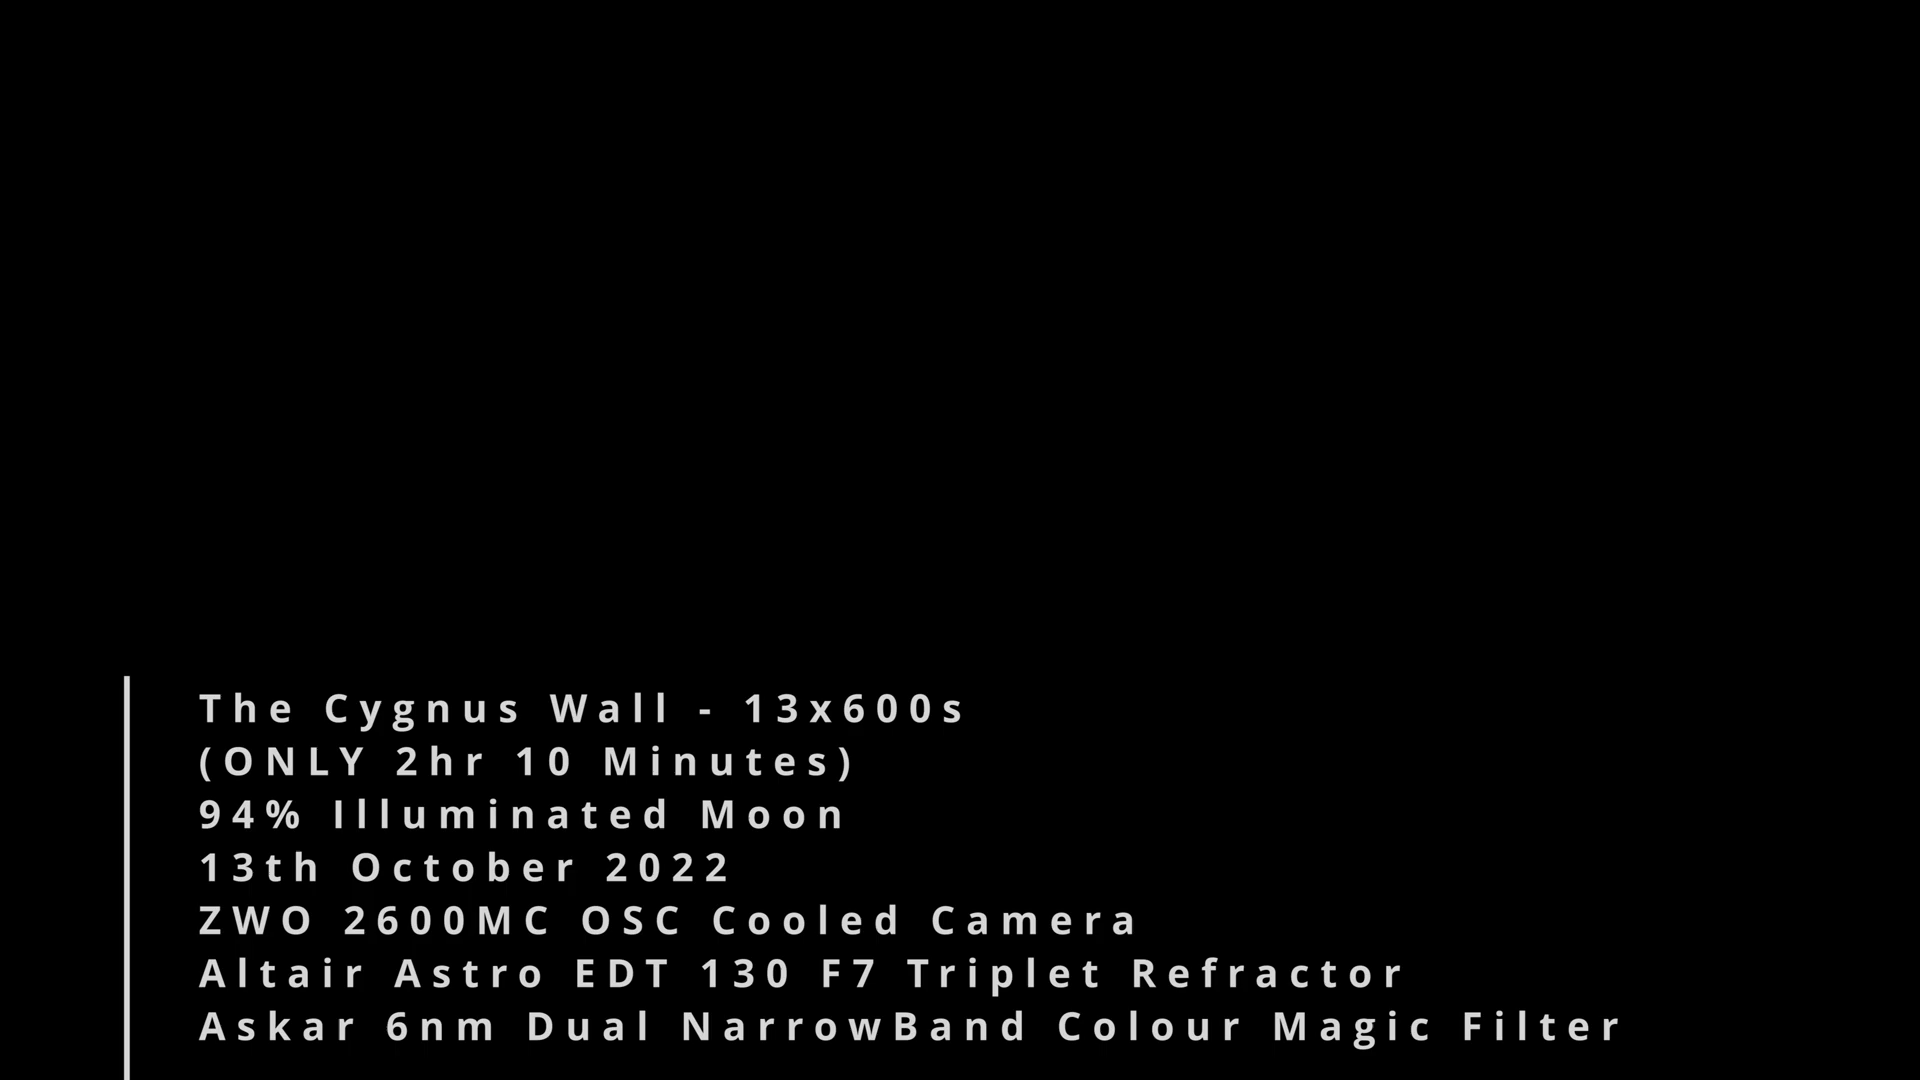 The Cygnus Wall - 13x600s
(ONLY 2hr 10 Minutes)
94% Illuminated Moon
13th October 2022
ZWO 2600MC OSC Cooled Camera
Altair Astro EDT 130 F7 Triplet Refractor
Askar 6nm Dual NarrowBand Colour Magic Filter